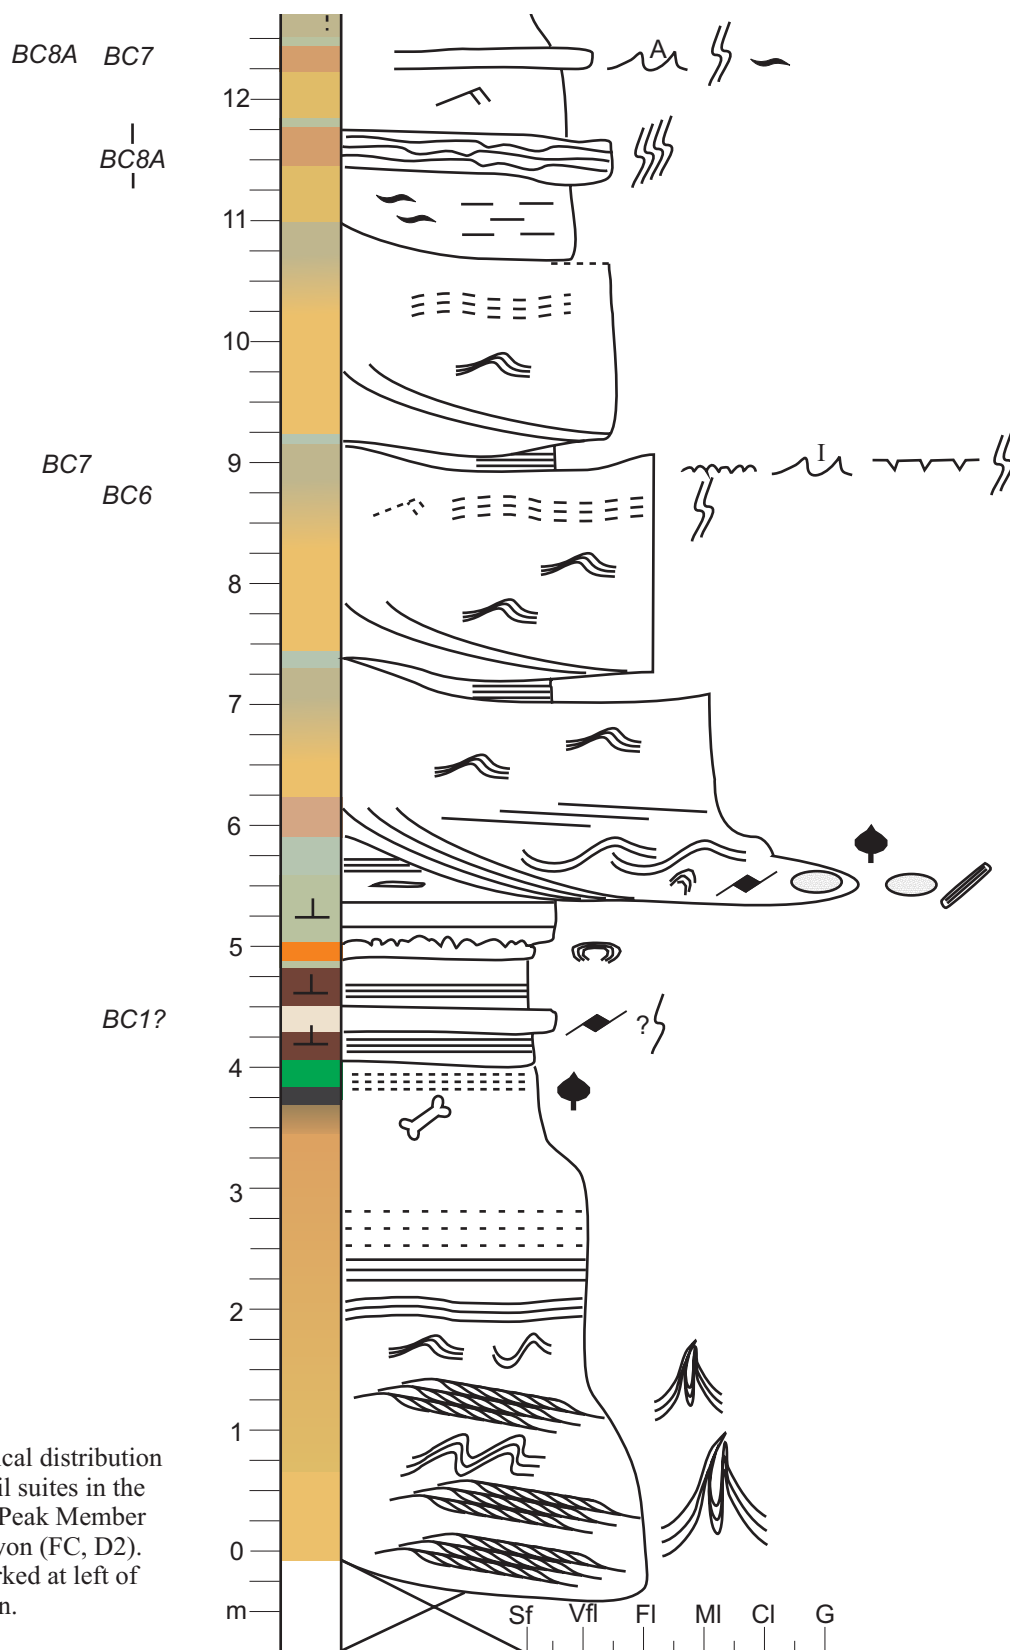 BC8A BC7 A
12
BC8A
11
10
9
BC7 I
BC6
8
7
6
5
BC1? ?
4
3
2
1
0
m Sf Vfl Fl Ml Cl G
ical distribution
il suites in the
Peak Member
yon (FC, D2).
rked at left of
n.